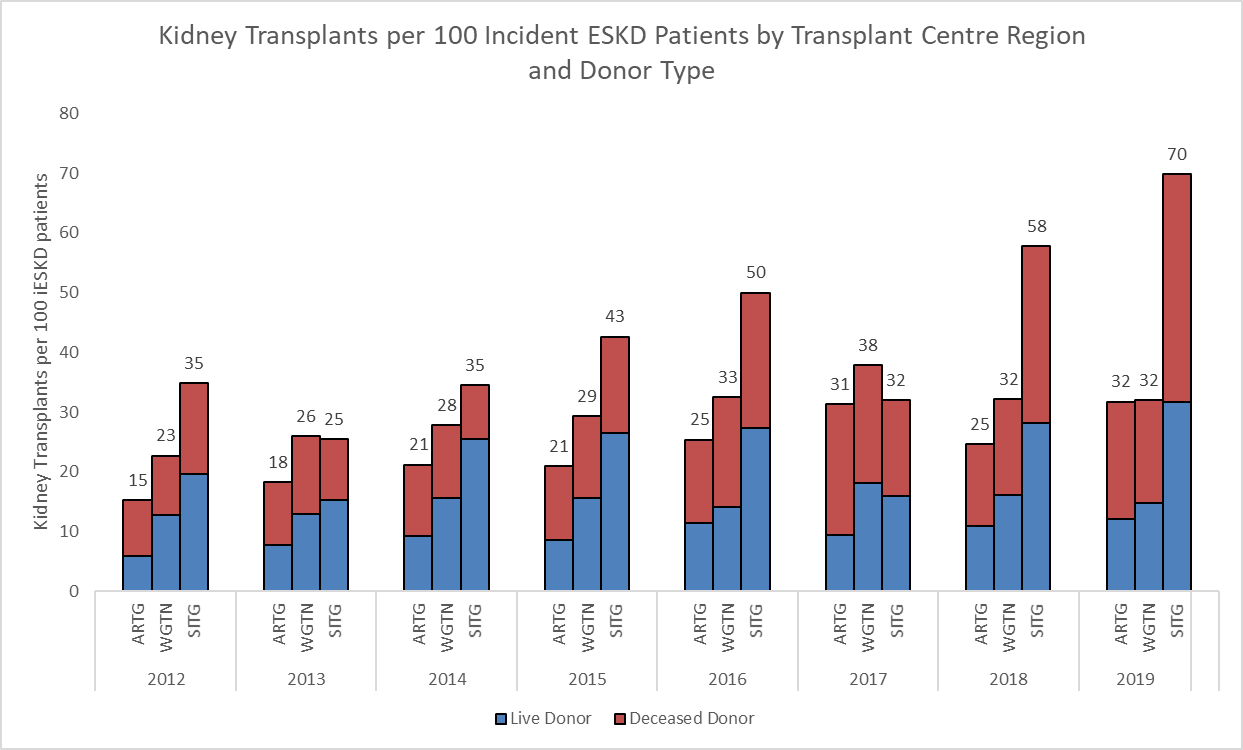 Kidney Transplants per 100 Incident ESKD Patients by Transplant Centre Region
and Donor Type
Kidney Transplants per 100 iESKD patients
80
70
60
50
40
30
20
10
0
15 23 35
18 26 25
21 28 35
21 29 43
25 33 50
31 38 32
25 32 58
32 32 70
ARTG WGTN SITG
ARTG WGTN SITG
ARTG WGTN SITG
ARTG WGTN SITG
ARTG WGTN SITG
ARTG WGTN SITG
ARTG WGTN SITG
ARTG WGTN SITG
2012 2013 2014 2015 2016 2017 2018 2019
Live Donor Deceased Donor